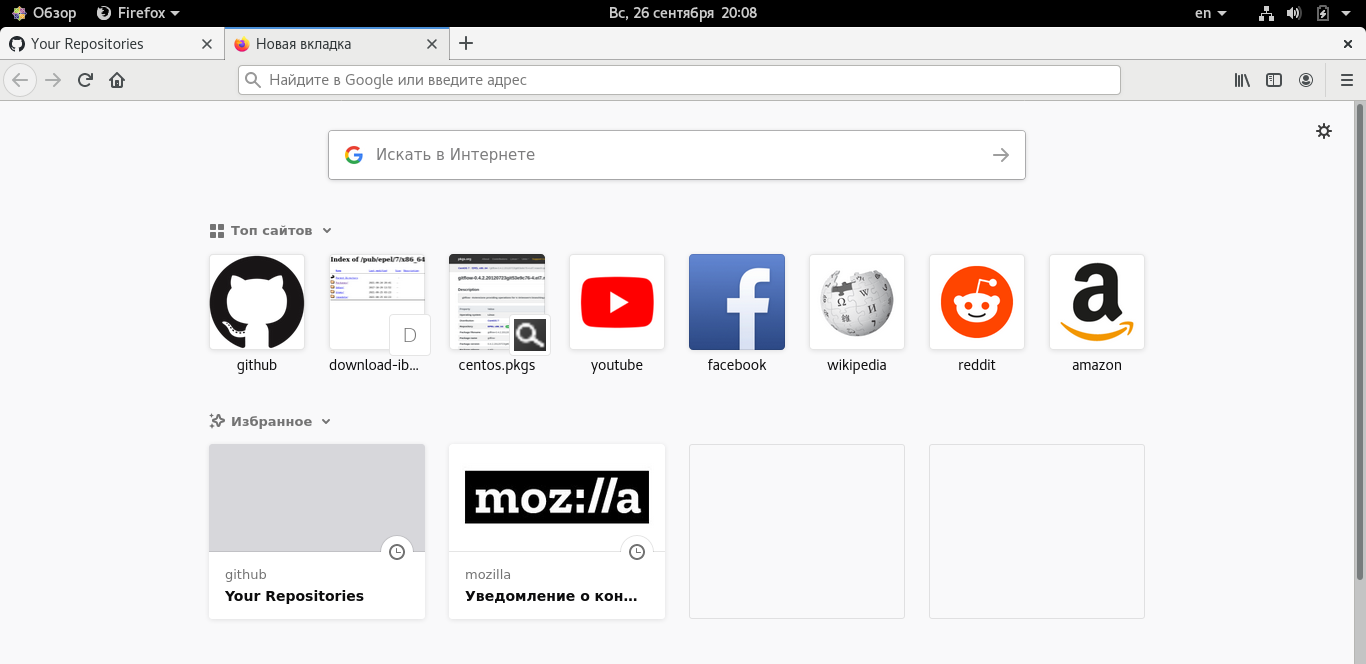 Обзор Firefox Вс, 26 сентября 20:08 en
Your Repositories Новая вкладка
Найдите в Google или введите адрес
Искать в Интернете
Топ сайтов
Index of /pub/epel/7/x86_64
D
github download-ib... centos.pkgs youtube facebook wikipedia reddit amazon
Избранное
moz://a
github mozilla
Your Repositories Уведомление о кон...